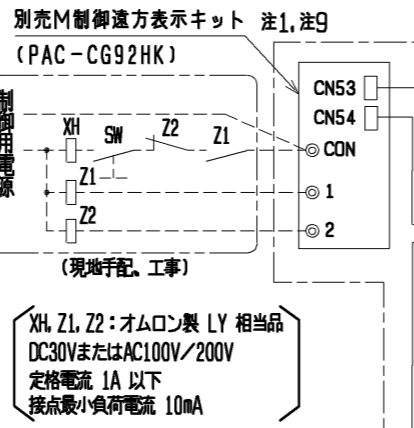 別売M制御遠方表示キット 注1,注9
(PAC-CG92HK)
制御用電源
CN53
CN54
XH SW Z2 Z1
CON
Z1
1
Z2
2
(現地手配、工事)
XH, Z1, Z2:オムロン製 LY 相当品
DC30VまたはAC100V/200V
定格電流 1A 以下
接点最小負荷電流 10mA